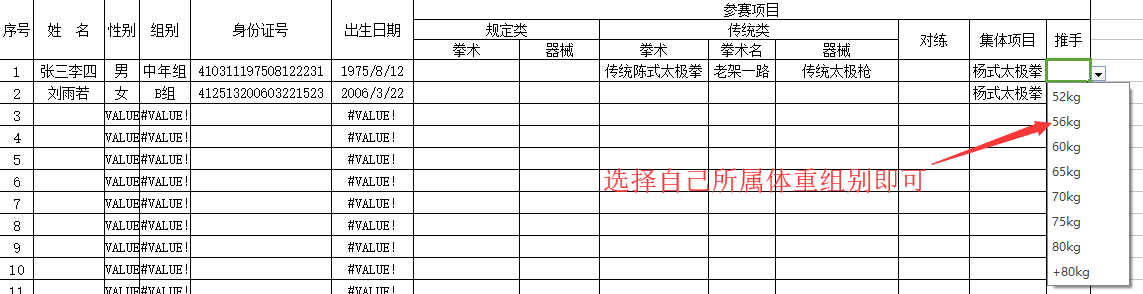 参赛项目
序号 姓 名 性别 组别 身份证号 出生日期 规定类 传统类 对练 集体项目 推手
拳术 器械 拳术 拳术名 器械
1 张三李四 男 中年组 410311197508122231 1975/8/12 传统陈式太极拳 老架一路 传统太极枪 杨式太极拳
2 刘雨若 女 B组 412513200603221523 2006/3/22 杨式太极拳
52kg
3 VALUE #VALUE! #VALUE!
56kg
4 VALUE #VALUE! #VALUE!
60kg
5 VALUE #VALUE! #VALUE!
65kg
6 VALUE #VALUE! #VALUE!
选择自己所属体重组别即可
70kg
7 VALUE #VALUE! #VALUE!
75kg
8 VALUE #VALUE! #VALUE!
80kg
9 VALUE #VALUE! #VALUE!
+80kg
10 VALUE #VALUE! #VALUE!
11 VALUE #VALUE! #VALUE!